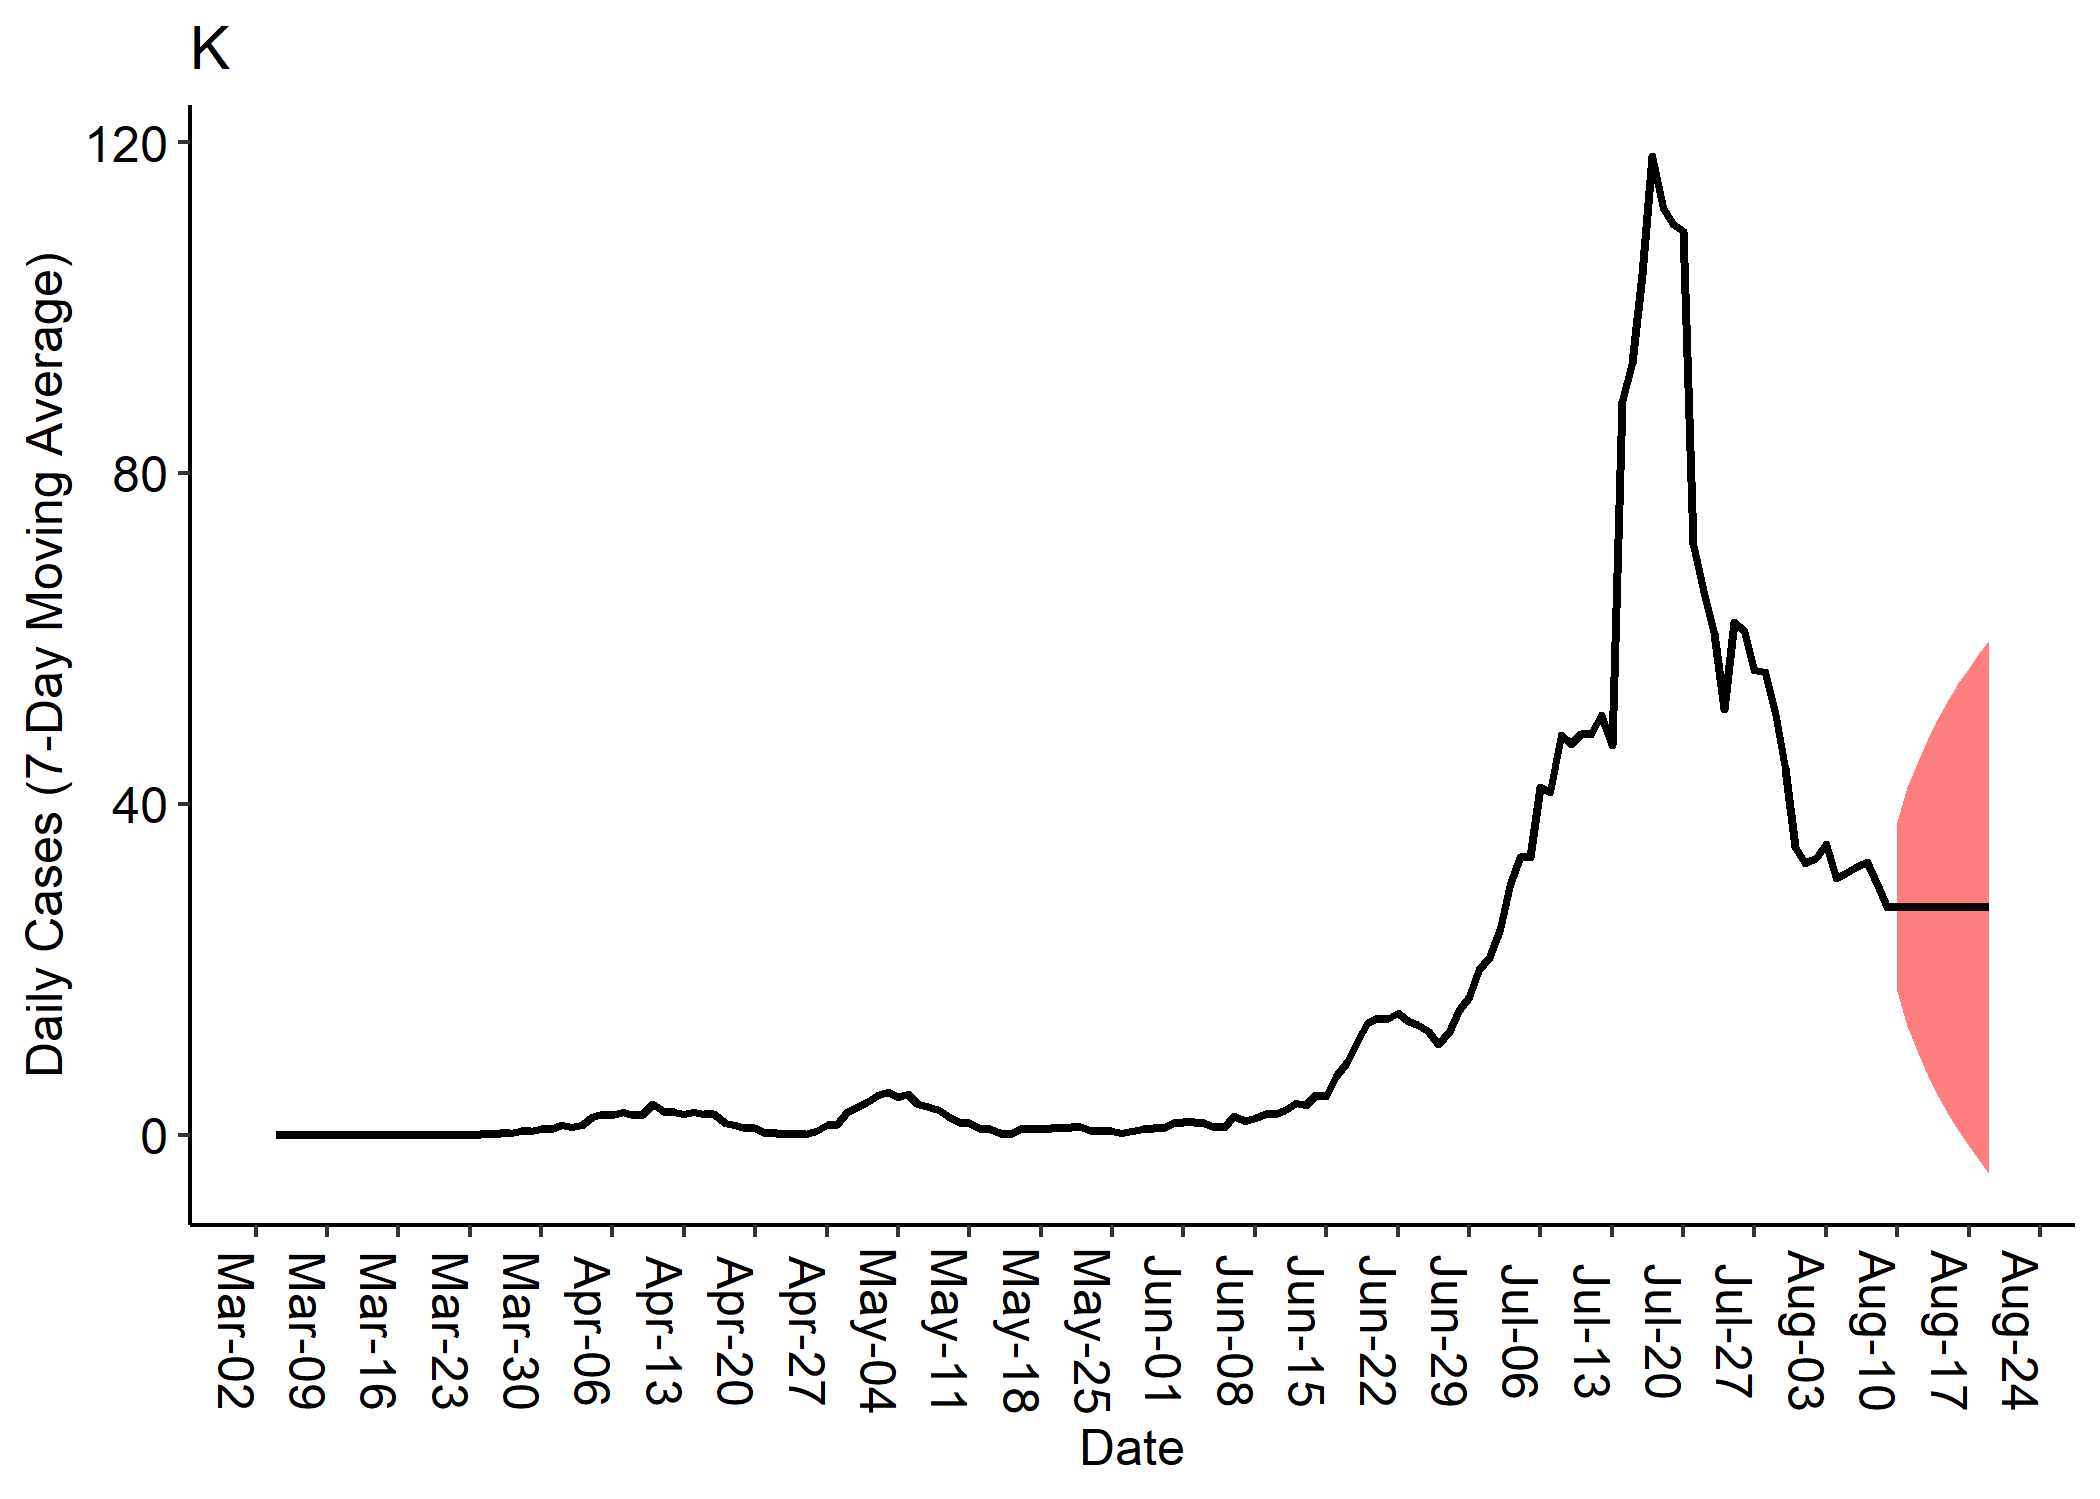 K
Daily Cases (7-Day Moving Average)
120
80
40
0
Mar-02
Mar-09
Mar-16
Mar-23
Mar-30
Apr-06
Apr-13
Apr-20
Apr-27
May-04
May-11
May-18
May-25
Jun-01
Jun-08
Jun-15
Jun-22
Jun-29
Jul-06
Jul-13
Jul-20
Jul-27
Aug-03
Aug-10
Aug-17
Aug-24
Date